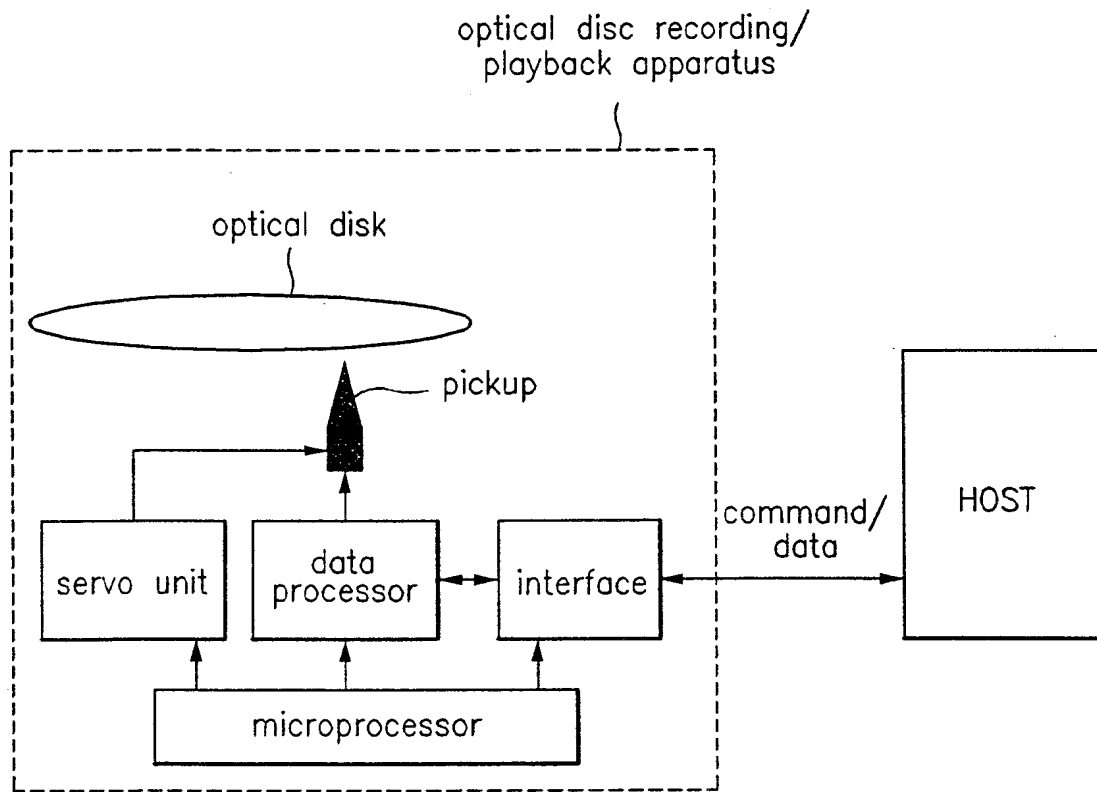 optical disc recording/
playback apparatus
optical disk
pickup
HOST
command/
data
servo unit
data
processor
interface
microprocessor